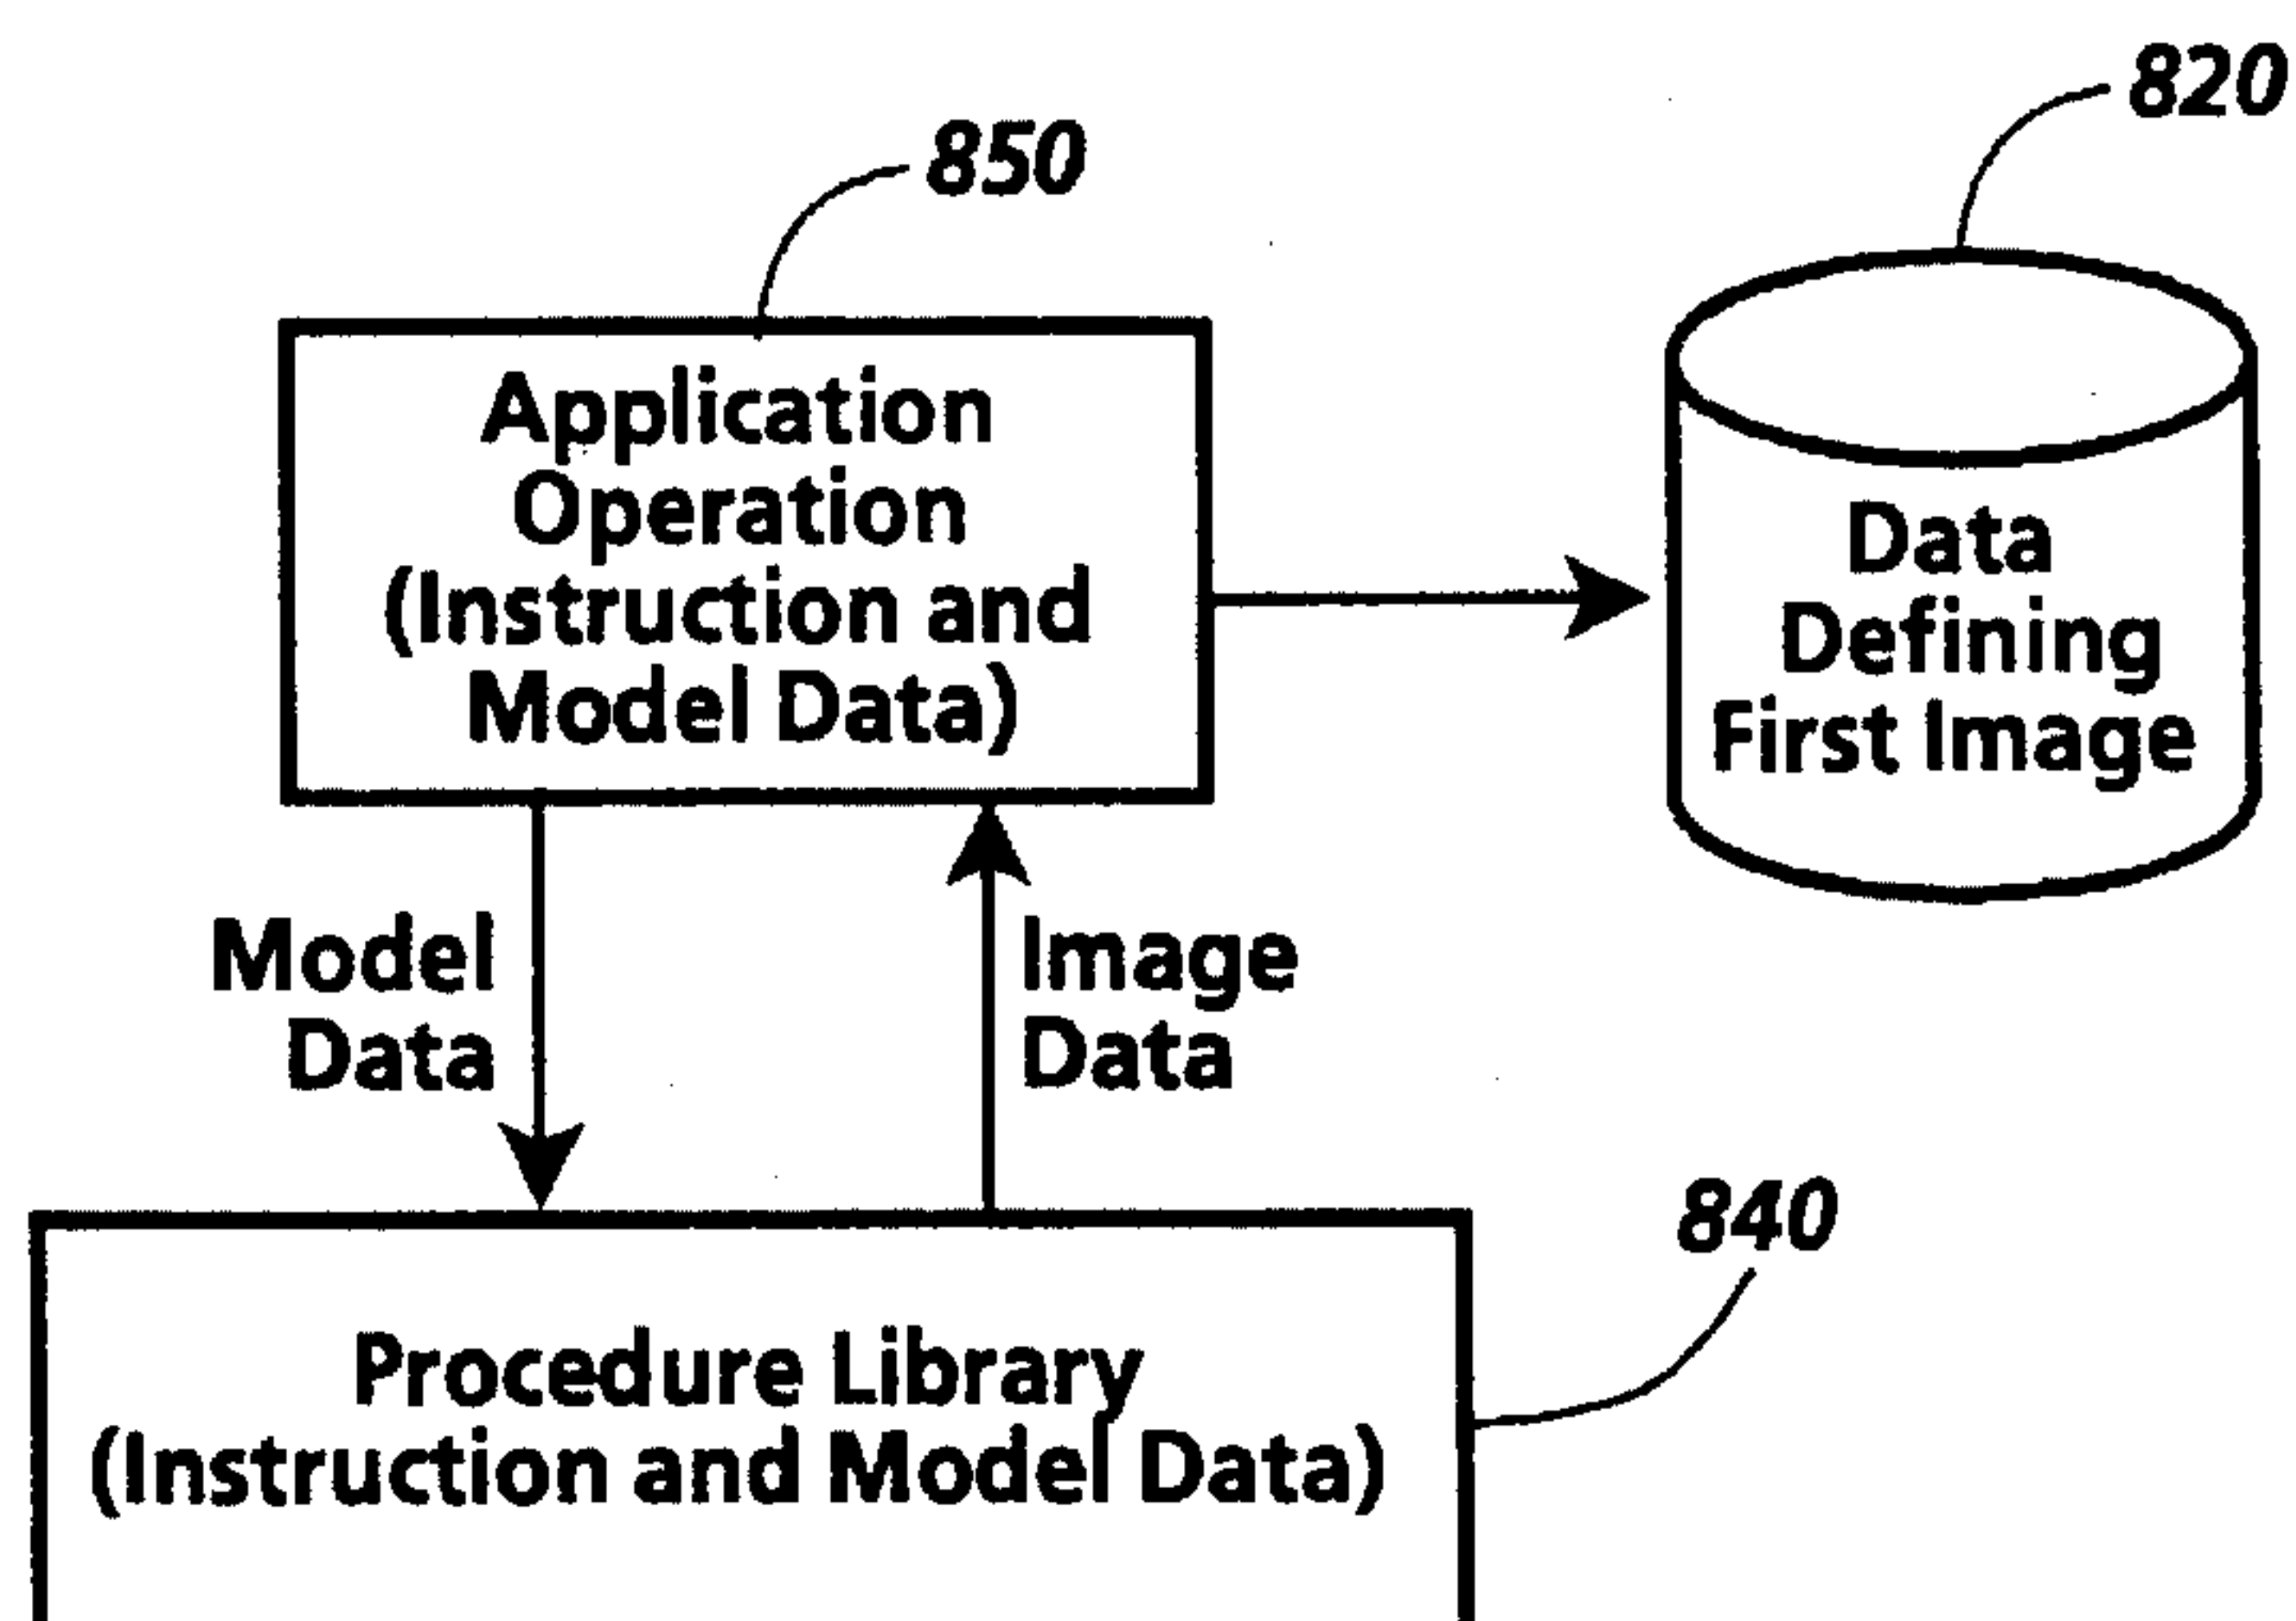 820
850
Application
Operation
(Instruction and
Model Data)
Data
Defining
First Image
Model
Data
Image
Data
840
Procedure Library
(Instruction and Model Data)